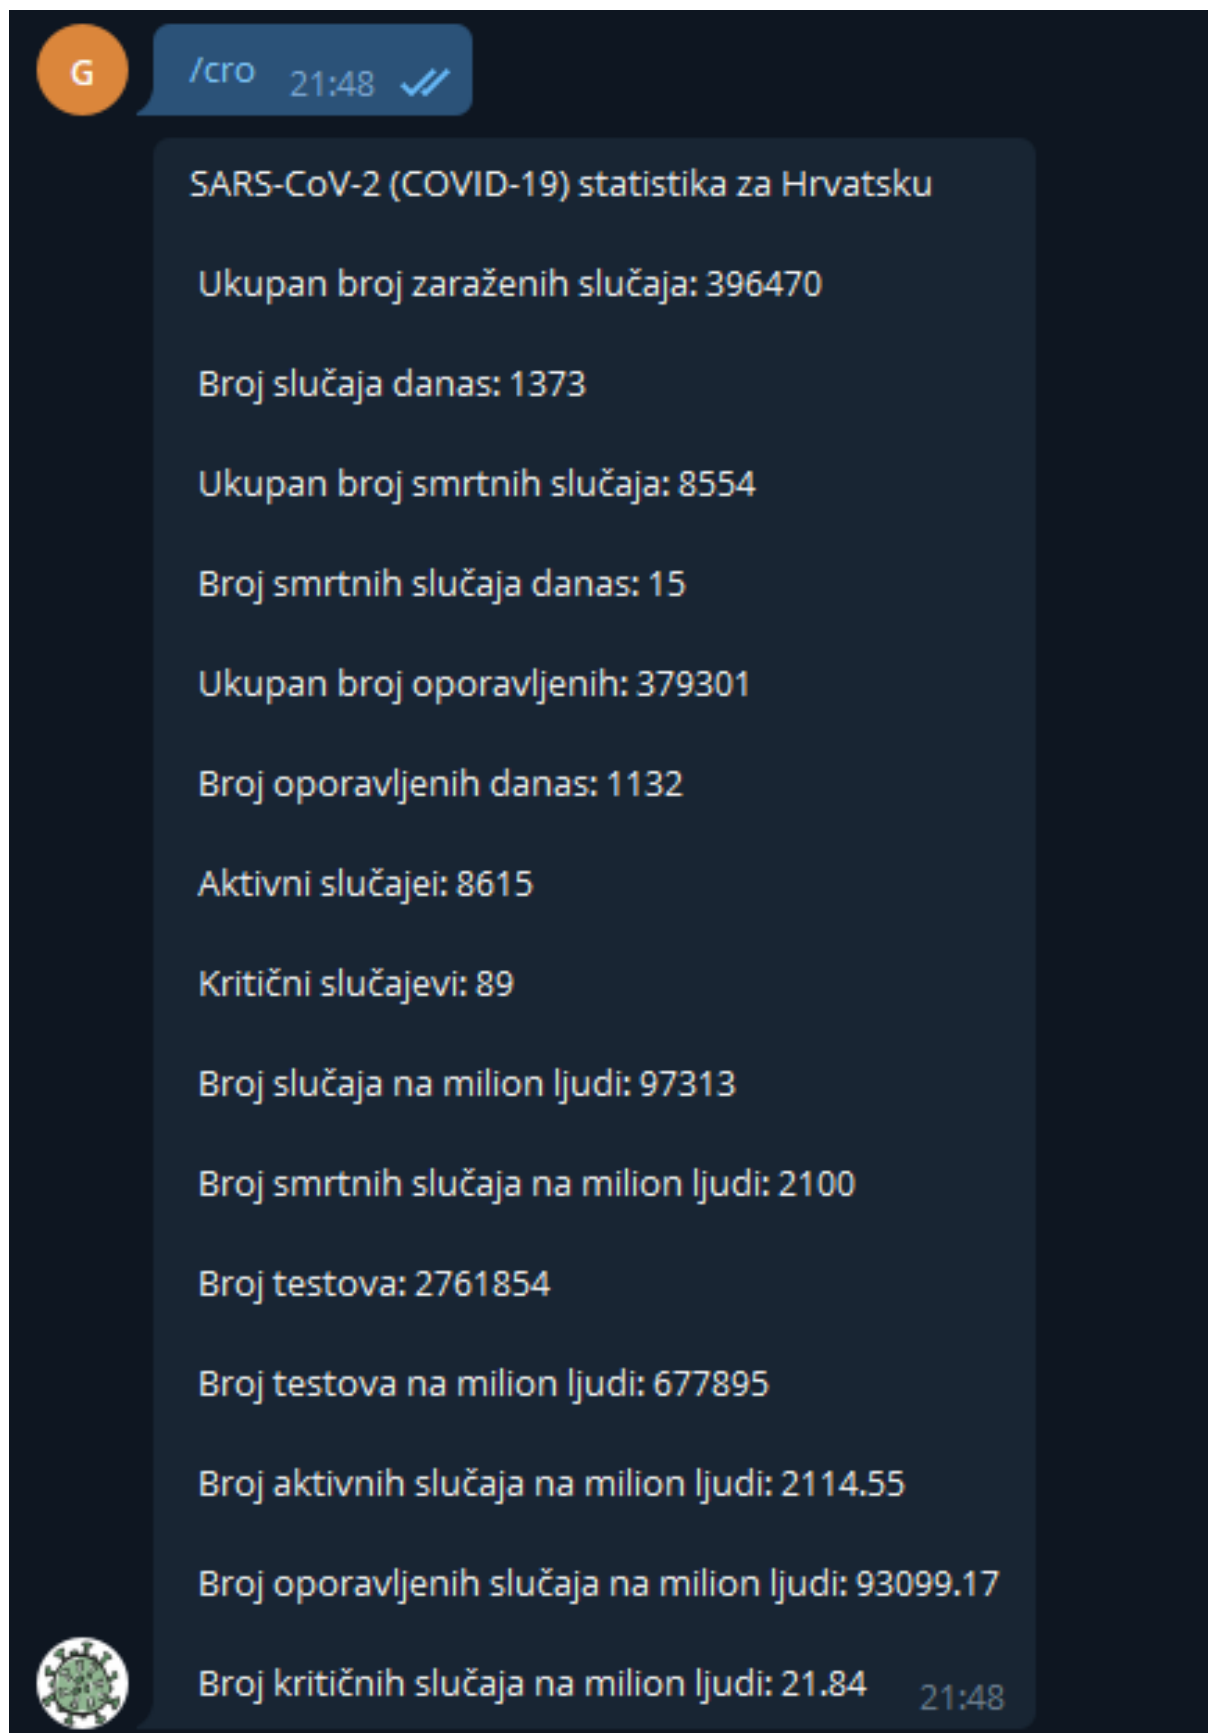 G
/cro 21:48
SARS-CoV-2 (COVID-19) statistika za Hrvatsku
Ukupan broj zaraženih slučaja: 396470
Broj slučaja danas: 1373
Ukupan broj smrtnih slučaja: 8554
Broj smrtnih slučaja danas: 15
Ukupan broj oporavljenih: 379301
Broj oporavljenih danas: 1132
Aktivni slučajei: 8615
Kritični slučajevi: 89
Broj slučaja na milion ljudi: 97313
Broj smrtnih slučaja na milion ljudi: 2100
Broj testova: 2761854
Broj testova na milion ljudi: 677895
Broj aktivnih slučaja na milion ljudi: 2114.55
Broj oporavljenih slučaja na milion ljudi: 93099.17
Broj kritičnih slučaja na milion ljudi: 21.84 21:48